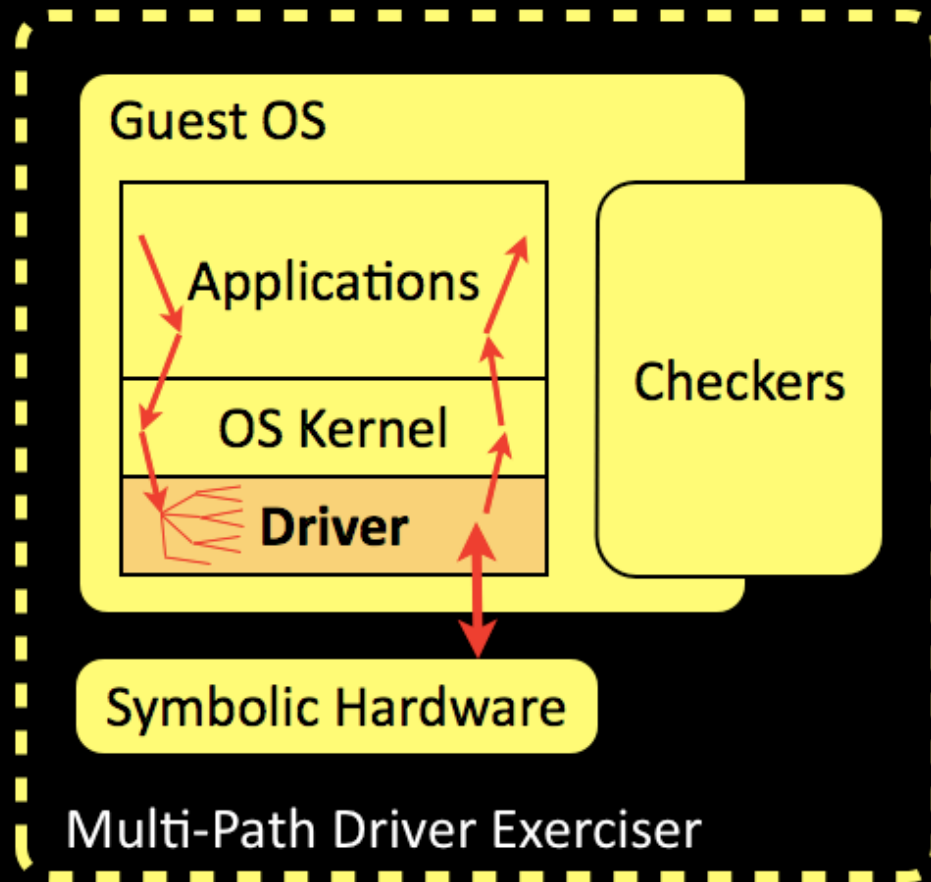 Guest OS
Applications
OS Kernel
Driver
Checkers
Symbolic Hardware
Multi-Path Driver Exerciser